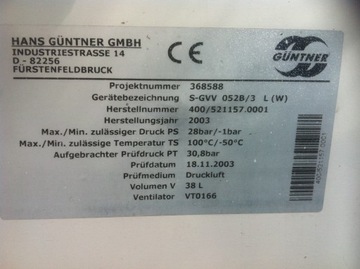 HANS GÜNTNER GMBH
INDUSTRIESTRASSE 14
D - 82256
FÜRSTENFELDBRUCK
CE
GÜNTNER
Projektnummer 368588
Gerätebezeichnung S-GVV 052B/3 L (W)
Herstellnummer 400/521157.0001
Herstellungsjahr 2003
Max./Min. zulässiger Druck PS 28bar/-1bar
Max./Min. zulässige Temperatur TS 100°C/-50°C
Aufgebrachter Prüfdruck PT 30,8bar
Prüfdatum 18.11.2003
Prüfmedium Druckluft
Volumen V 38 L
Ventilator VT0166